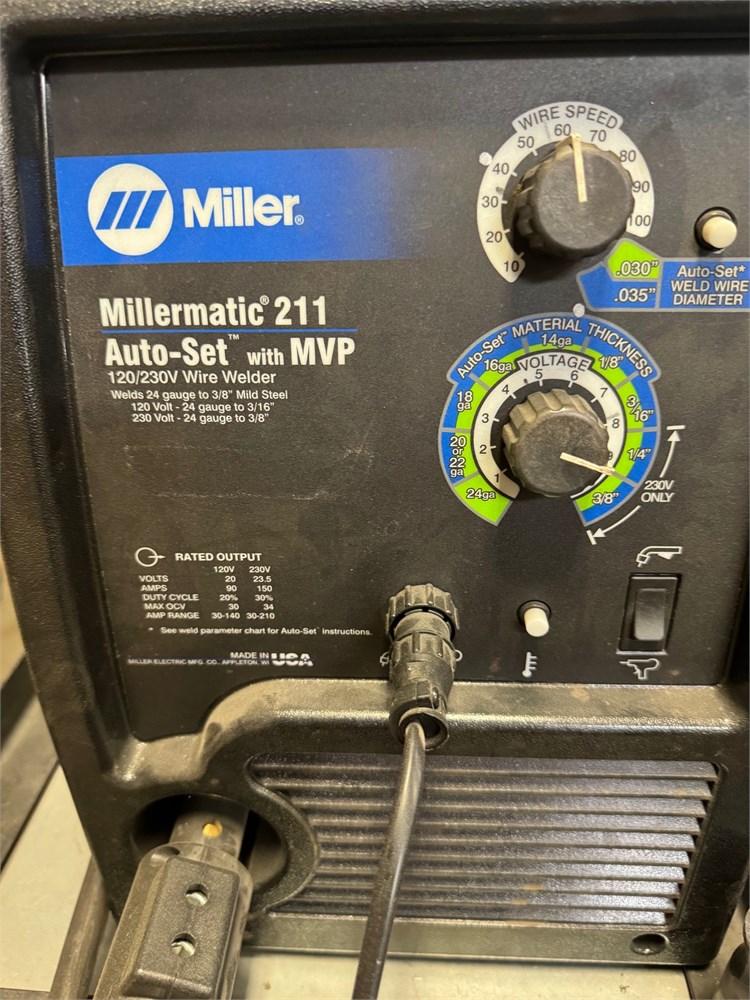 Miller®
Millermatic® 211
Auto-Set™ with MVP
120/230V Wire Welder
Welds 24 gauge to 3/8" Mild Steel
120 Volt - 24 gauge to 3/16"
230 Volt - 24 gauge to 3/8"
WIRE SPEED
10 20 30 40 50 60 70 80 90 100
.030"
.035"
Auto-Set*
WELD WIRE
DIAMETER
Auto-Set™ MATERIAL THICKNESS
24ga 20 or 22 ga 18 ga 16ga 14ga 1/8" 3/16" 1/4" 3/8"
VOLTAGE
1 2 3 4 5 6 7 8 9
230V
ONLY
RATED OUTPUT
120V 230V
VOLTS 20 23.5
AMPS 90 150
DUTY CYCLE 20% 30%
MAX OCV 30 34
AMP RANGE 30-140 30-210
* See weld parameter chart for Auto-Set™ instructions.
MADE IN USA
MILLER ELECTRIC MFG. CO., APPLETON, WI